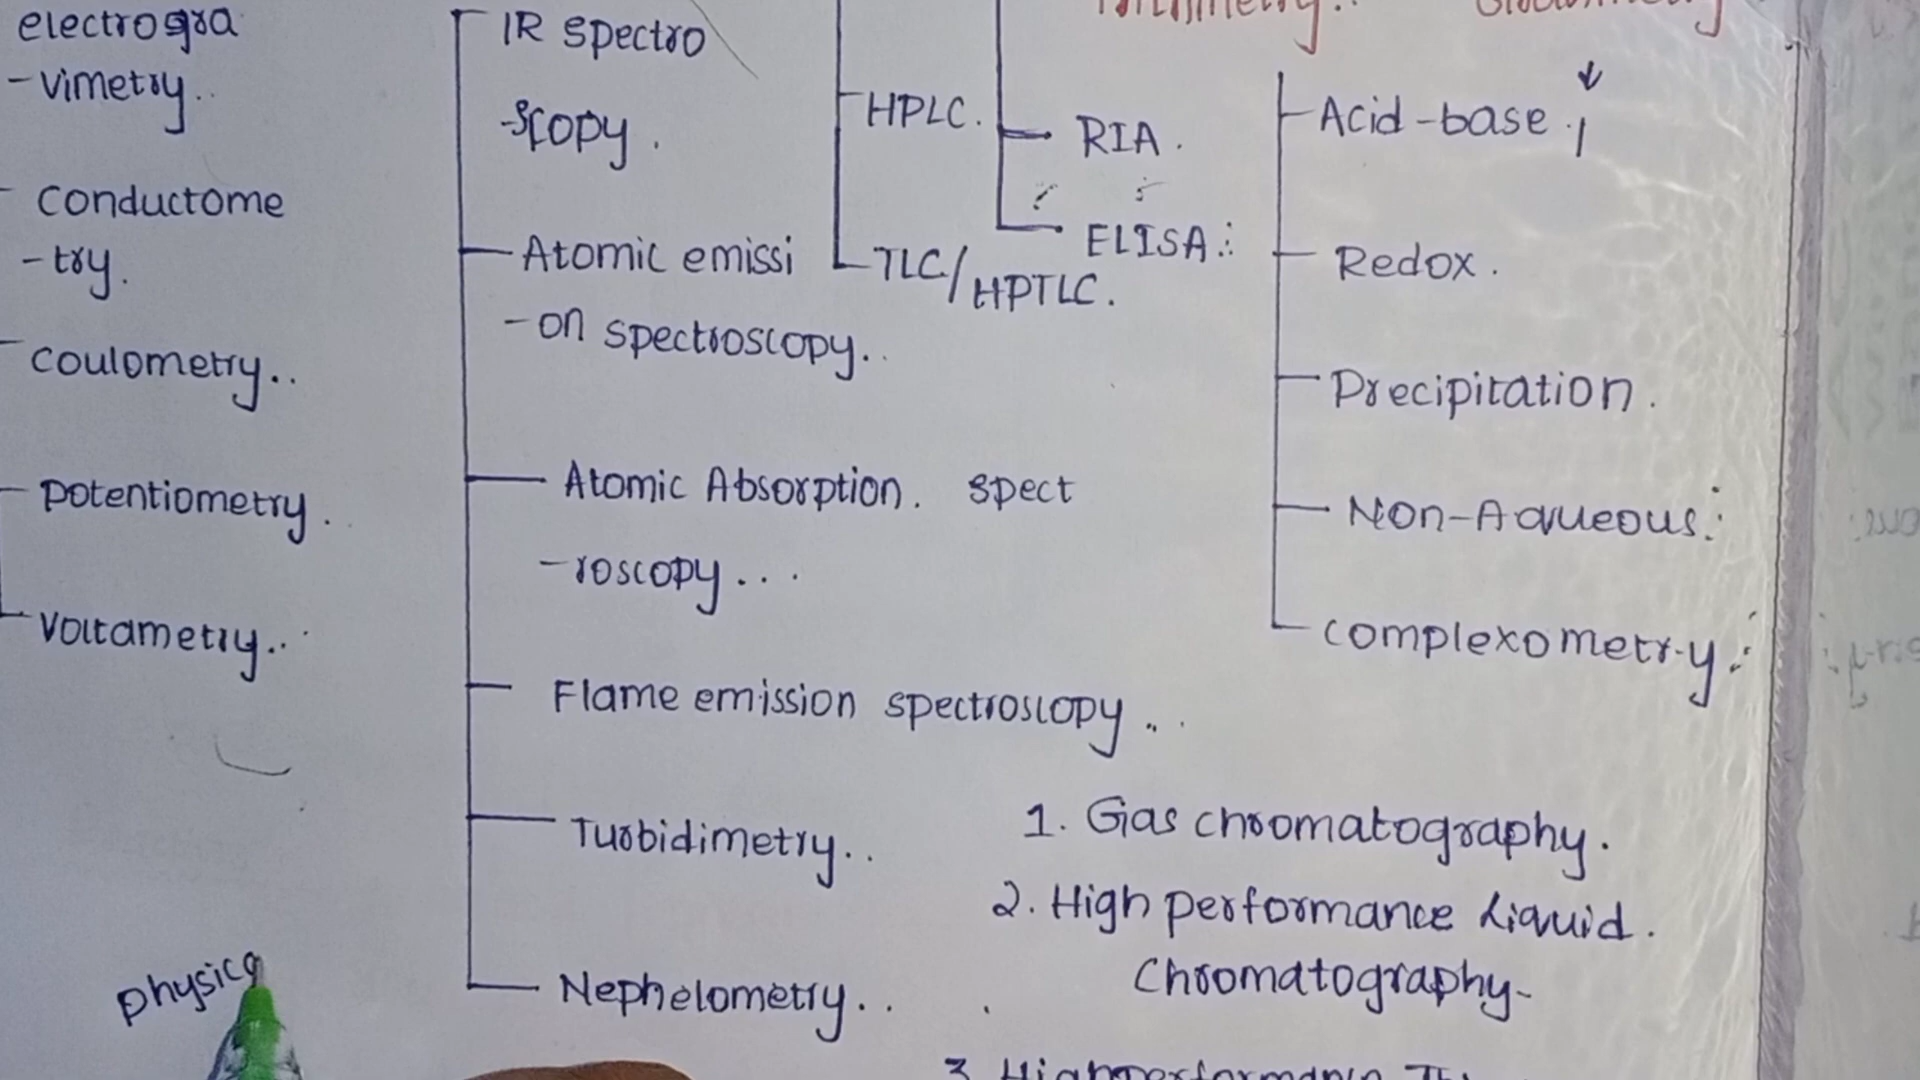 electrogra
-vimetry..
conductome
-try.
coulometry..
potentiometry.
Voltametry..
physica
IR spectro
-scopy.
Atomic emissi
-on spectroscopy..
Atomic Absorption. spect
-roscopy...
Flame emission spectroscopy..
Turbidimetry..
Nephelometry..
HPLC.
TLC/HPTLC.
RIA.
ELISA.
Acid-base.
Redox.
Precipitation.
Non-Aqueous.
complexometry.
1. Gas chromatography.
2. High performance Liquid.
Chromatography-